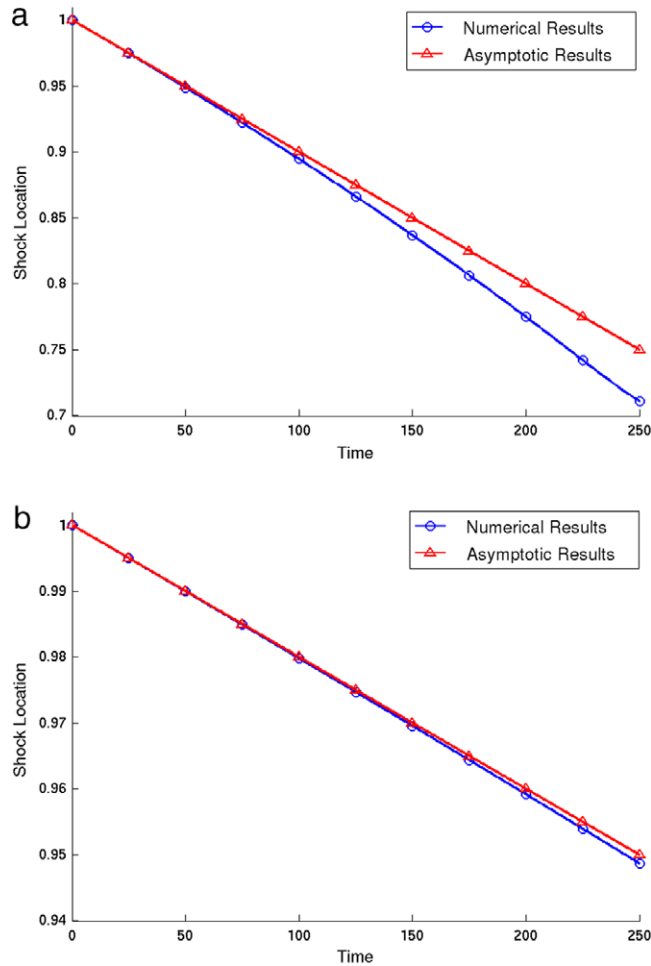 a
Numerical Results
Asymptotic Results
1
0.95
0.9
0.85
0.8
0.75
0.7
Shock Location
0 50 100 150 200 250
Time
b
Numerical Results
Asymptotic Results
1
0.99
0.98
0.97
0.96
0.95
0.94
Shock Location
0 50 100 150 200 250
Time